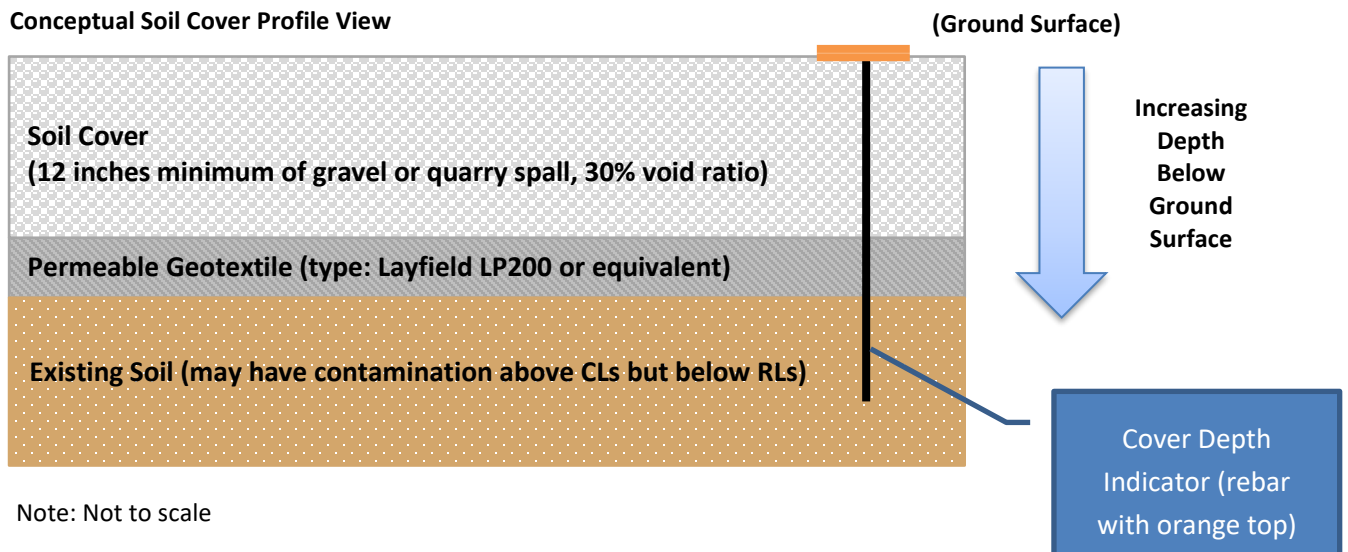 Conceptual Soil Cover Profile View
(Ground Surface)
Soil Cover
(12 inches minimum of gravel or quarry spall, 30% void ratio)
Permeable Geotextile (type: Layfield LP200 or equivalent)
Existing Soil (may have contamination above CLs but below RLs)
Increasing
Depth
Below
Ground
Surface
Cover Depth
Indicator (rebar
with orange top)
Note: Not to scale